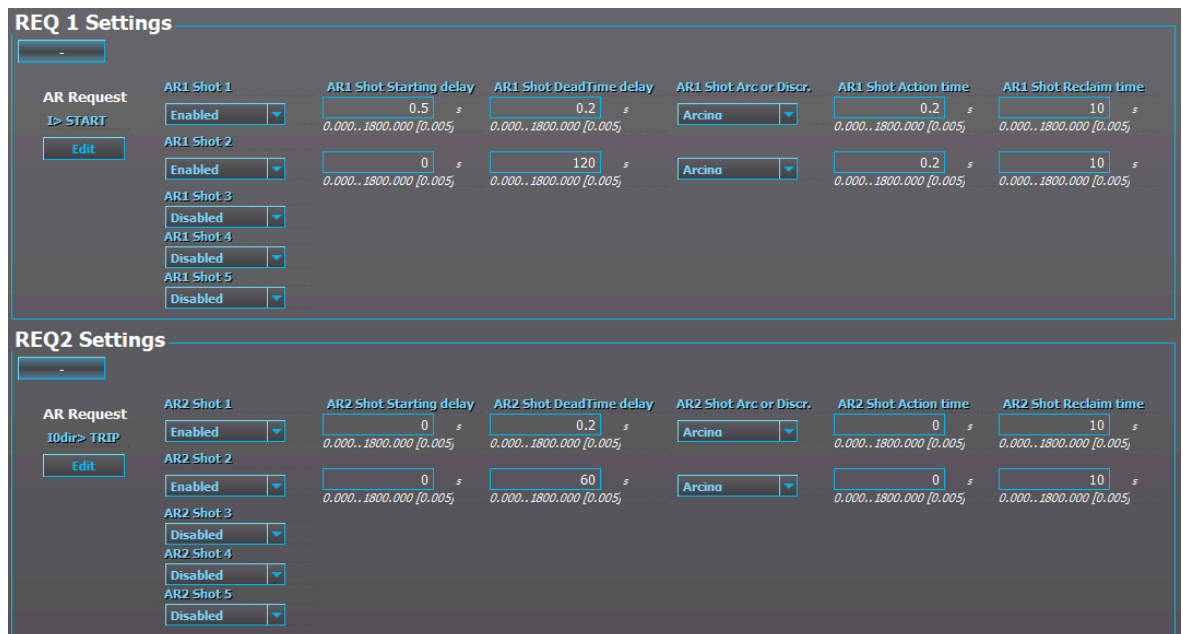 REQ 1 Settings
-
AR1 Shot 1 AR1 Shot Starting delay AR1 Shot DeadTime delay AR1 Shot Arc or Discr. AR1 Shot Action time AR1 Shot Reclaim time
AR Request Enabled 0.5 s 0.2 s Arcing 0.2 s 10 s
I> START 0.000..1800.000 [0.005] 0.000..1800.000 [0.005] 0.000..1800.000 [0.005] 0.000..1800.000 [0.005]
Edit AR1 Shot 2
Enabled 0 s 120 s Arcing 0.2 s 10 s
0.000..1800.000 [0.005] 0.000..1800.000 [0.005] 0.000..1800.000 [0.005] 0.000..1800.000 [0.005]
AR1 Shot 3
Disabled
AR1 Shot 4
Disabled
AR1 Shot 5
Disabled
REQ2 Settings
-
AR2 Shot 1 AR2 Shot Starting delay AR2 Shot DeadTime delay AR2 Shot Arc or Discr. AR2 Shot Action time AR2 Shot Reclaim time
AR Request Enabled 0 s 0.2 s Arcing 0 s 10 s
I0dir> TRIP 0.000..1800.000 [0.005] 0.000..1800.000 [0.005] 0.000..1800.000 [0.005] 0.000..1800.000 [0.005]
Edit AR2 Shot 2
Enabled 0 s 60 s Arcing 0 s 10 s
0.000..1800.000 [0.005] 0.000..1800.000 [0.005] 0.000..1800.000 [0.005] 0.000..1800.000 [0.005]
AR2 Shot 3
Disabled
AR2 Shot 4
Disabled
AR2 Shot 5
Disabled